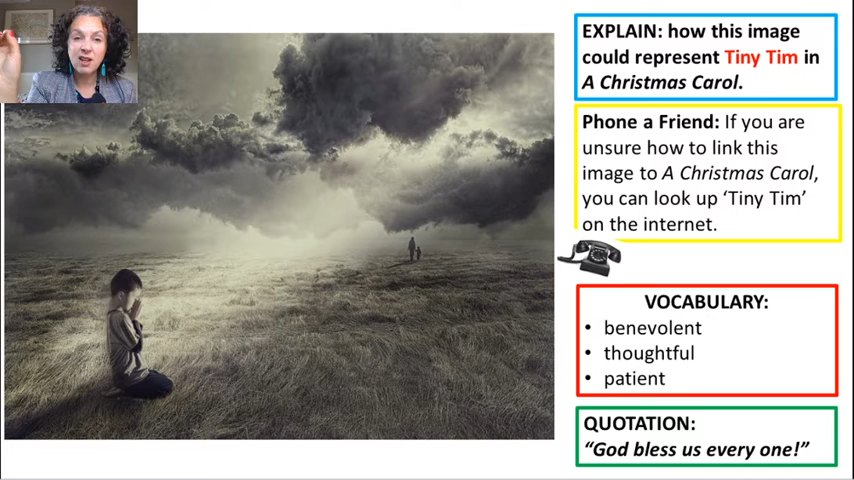 EXPLAIN: how this image
could represent Tiny Tim in
A Christmas Carol.
Phone a Friend: If you are
unsure how to link this
image to A Christmas Carol,
you can look up ‘Tiny Tim’
on the internet.
VOCABULARY:
• benevolent
• thoughtful
• patient
QUOTATION:
“God bless us every one!”